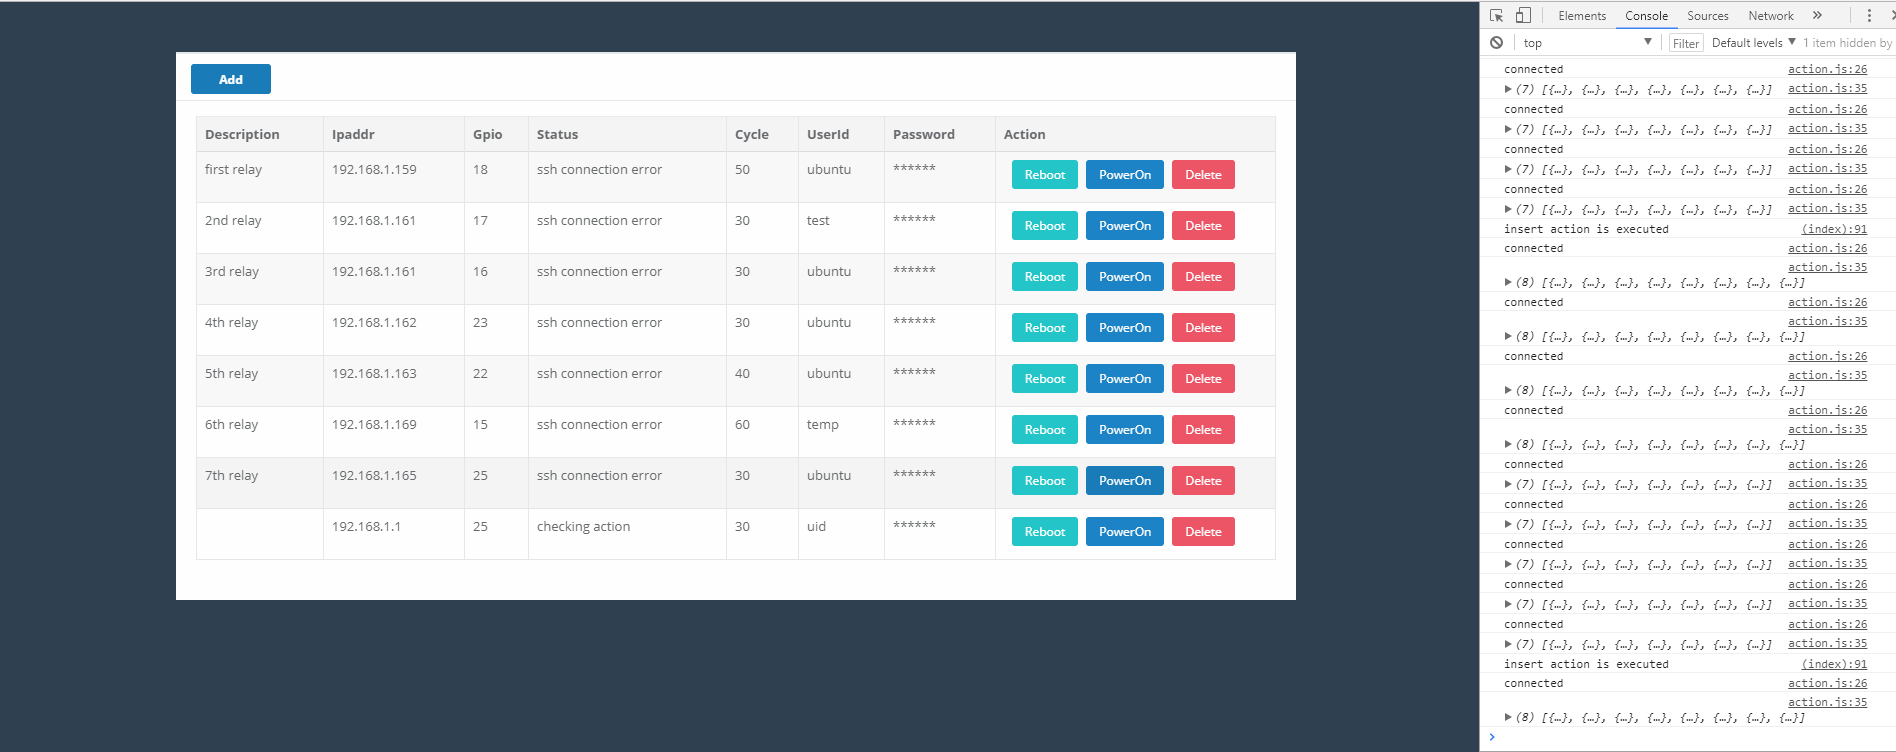 Add
Description Ipaddr Gpio Status Cycle UserId Password Action
first relay 192.168.1.159 18 ssh connection error 50 ubuntu ****** Reboot PowerOn Delete
2nd relay 192.168.1.161 17 ssh connection error 30 test ****** Reboot PowerOn Delete
3rd relay 192.168.1.161 16 ssh connection error 30 ubuntu ****** Reboot PowerOn Delete
4th relay 192.168.1.162 23 ssh connection error 30 ubuntu ****** Reboot PowerOn Delete
5th relay 192.168.1.163 22 ssh connection error 40 ubuntu ****** Reboot PowerOn Delete
6th relay 192.168.1.169 15 ssh connection error 60 temp ****** Reboot PowerOn Delete
7th relay 192.168.1.165 25 ssh connection error 30 ubuntu ****** Reboot PowerOn Delete
192.168.1.1 25 checking action 30 uid ****** Reboot PowerOn Delete
Elements Console Sources Network »
top Filter Default levels 1 item hidden by
connected action.js:26
(7) [{…}, {…}, {…}, {…}, {…}, {…}, {…}] action.js:35
connected action.js:26
(7) [{…}, {…}, {…}, {…}, {…}, {…}, {…}] action.js:35
connected action.js:26
(7) [{…}, {…}, {…}, {…}, {…}, {…}, {…}] action.js:35
connected action.js:26
(7) [{…}, {…}, {…}, {…}, {…}, {…}, {…}] action.js:35
insert action is executed (index):91
connected action.js:26
action.js:35
(8) [{…}, {…}, {…}, {…}, {…}, {…}, {…}, {…}]
connected action.js:26
action.js:35
(8) [{…}, {…}, {…}, {…}, {…}, {…}, {…}, {…}]
connected action.js:26
action.js:35
(8) [{…}, {…}, {…}, {…}, {…}, {…}, {…}, {…}]
connected action.js:26
action.js:35
(8) [{…}, {…}, {…}, {…}, {…}, {…}, {…}, {…}]
connected action.js:26
(7) [{…}, {…}, {…}, {…}, {…}, {…}, {…}] action.js:35
connected action.js:26
(7) [{…}, {…}, {…}, {…}, {…}, {…}, {…}] action.js:35
connected action.js:26
(7) [{…}, {…}, {…}, {…}, {…}, {…}, {…}] action.js:35
connected action.js:26
(7) [{…}, {…}, {…}, {…}, {…}, {…}, {…}] action.js:35
connected action.js:26
(7) [{…}, {…}, {…}, {…}, {…}, {…}, {…}] action.js:35
insert action is executed (index):91
connected action.js:26
action.js:35
(8) [{…}, {…}, {…}, {…}, {…}, {…}, {…}, {…}]